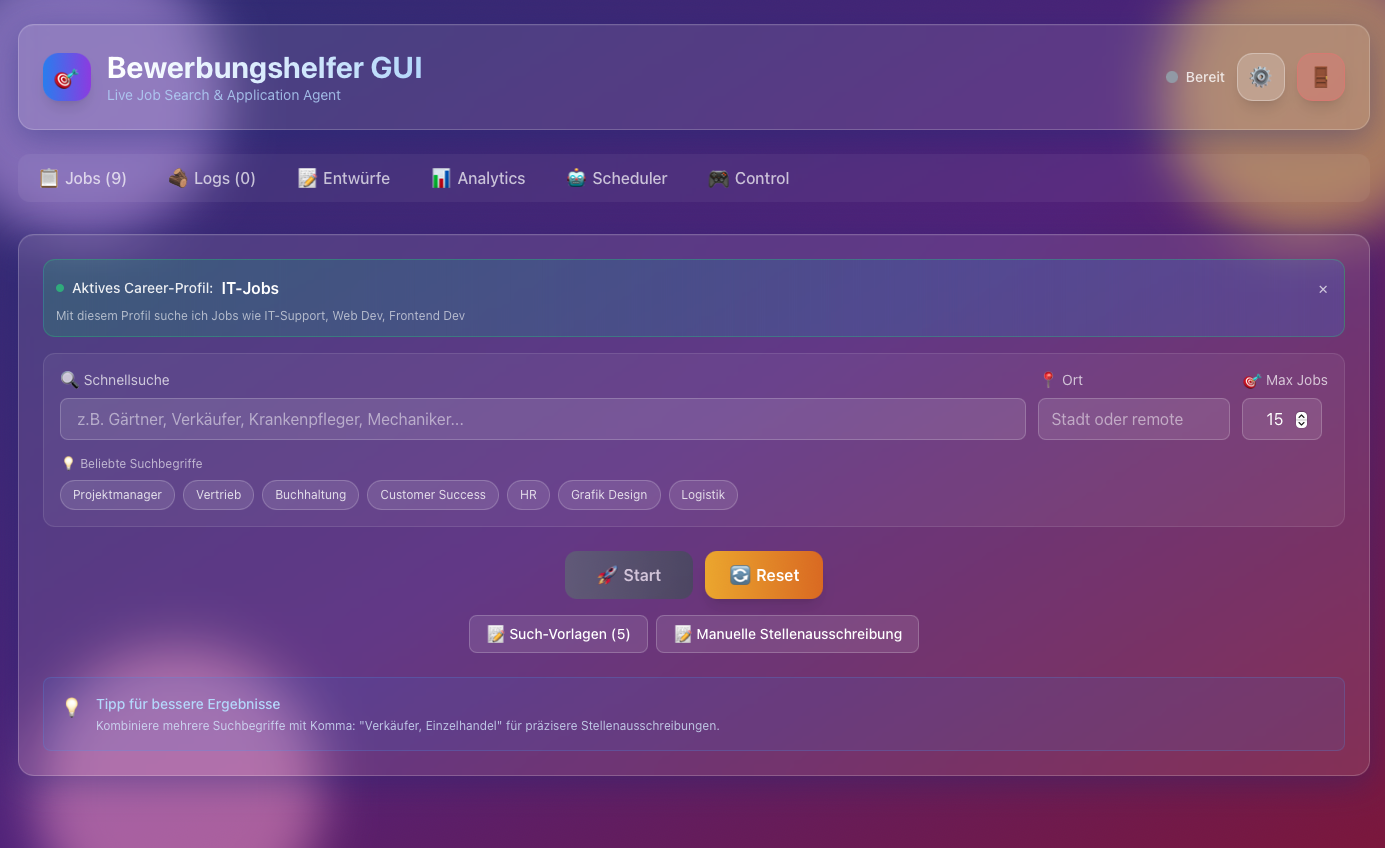 Bewerbungshelfer GUI
Live Job Search & Application Agent
Bereit
Jobs (9)
Logs (0)
Entwürfe
Analytics
Scheduler
Control
Aktives Career-Profil: IT-Jobs
×
Mit diesem Profil suche ich Jobs wie IT-Support, Web Dev, Frontend Dev
Schnellsuche
Ort
Max Jobs
z.B. Gärtner, Verkäufer, Krankenpfleger, Mechaniker...
Stadt oder remote
15
Beliebte Suchbegriffe
Projektmanager
Vertrieb
Buchhaltung
Customer Success
HR
Grafik Design
Logistik
Start
Reset
Such-Vorlagen (5)
Manuelle Stellenausschreibung
Tipp für bessere Ergebnisse
Kombiniere mehrere Suchbegriffe mit Komma: "Verkäufer, Einzelhandel" für präzisere Stellenausschreibungen.